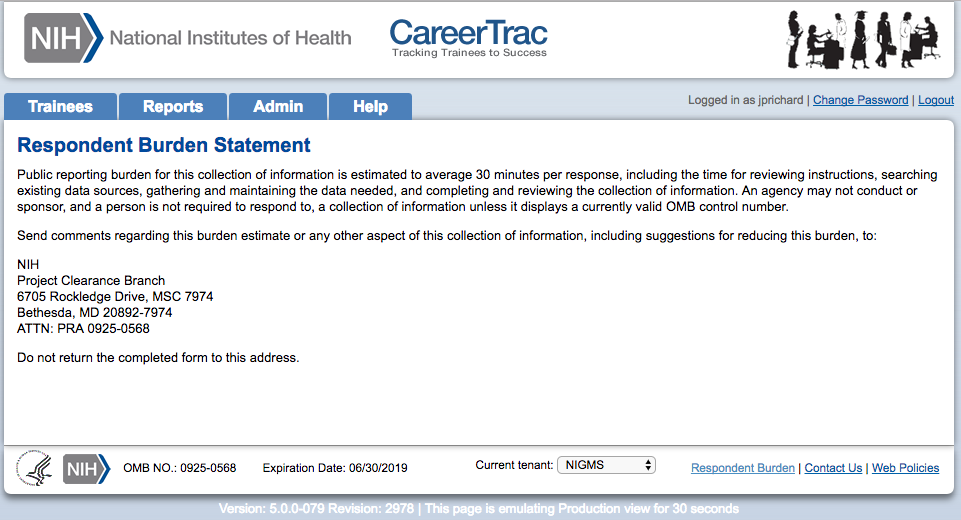 NIH National Institutes of Health
CareerTrac
Tracking Trainees to Success
Trainees Reports Admin Help
Logged in as jprichard | Change Password | Logout
Respondent Burden Statement
Public reporting burden for this collection of information is estimated to average 30 minutes per response, including the time for reviewing instructions, searching
existing data sources, gathering and maintaining the data needed, and completing and reviewing the collection of information. An agency may not conduct or
sponsor, and a person is not required to respond to, a collection of information unless it displays a currently valid OMB control number.
Send comments regarding this burden estimate or any other aspect of this collection of information, including suggestions for reducing this burden, to:
NIH
Project Clearance Branch
6705 Rockledge Drive, MSC 7974
Bethesda, MD 20892-7974
ATTN: PRA 0925-0568
Do not return the completed form to this address.
NIH OMB NO.: 0925-0568 Expiration Date: 06/30/2019 Current tenant: NIGMS Respondent Burden | Contact Us | Web Policies
Version: 5.0.0-079 Revision: 2978 | This page is emulating Production view for 30 seconds